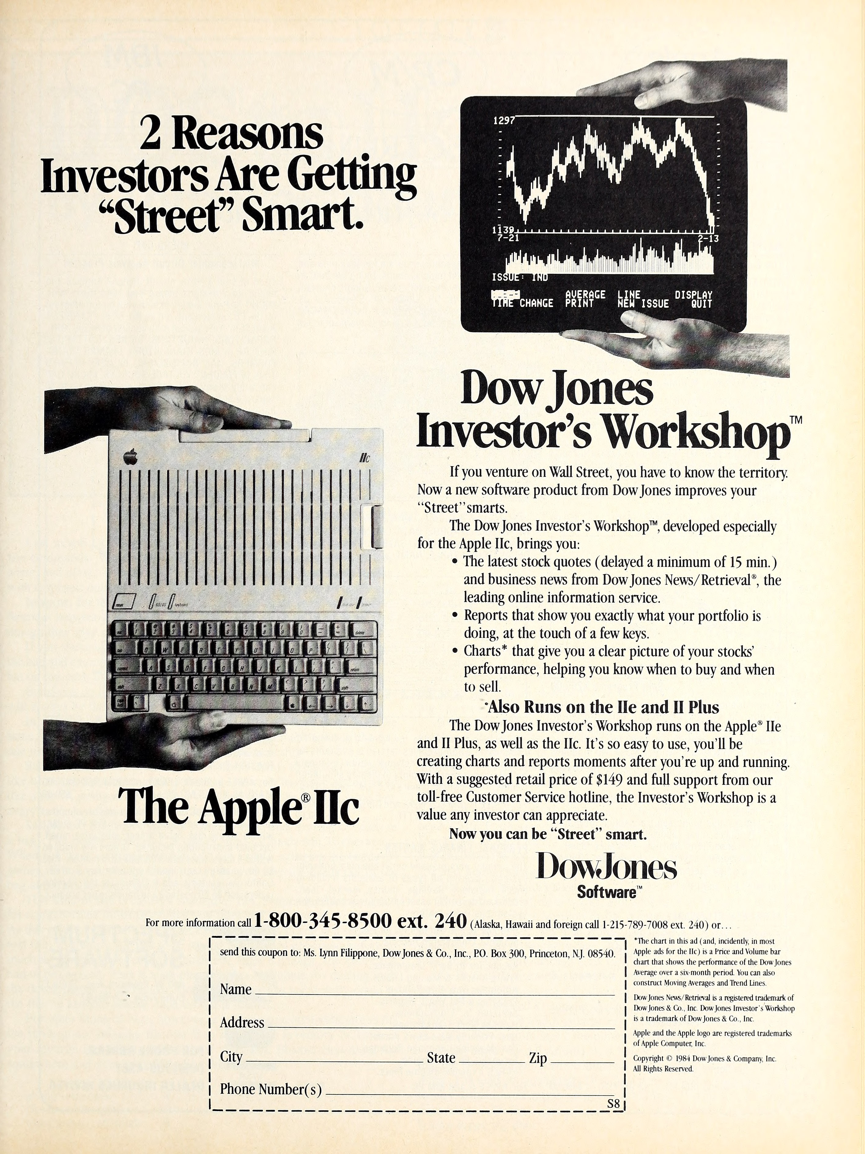 2 Reasons
Investors Are Getting
“Street” Smart.
1297
1139
7-21
2-13
ISSUE: IND
AVERAGE LINE DISPLAY
TIME CHANGE PRINT NEW ISSUE QUIT
IIc
The Apple® IIc
Dow Jones
Investor’s Workshop™
If you venture on Wall Street, you have to know the territory.
Now a new software product from Dow Jones improves your
“Street” smarts.
The Dow Jones Investor’s Workshop™, developed especially
for the Apple IIc, brings you:
• The latest stock quotes (delayed a minimum of 15 min.)
and business news from Dow Jones News/Retrieval®, the
leading online information service.
• Reports that show you exactly what your portfolio is
doing, at the touch of a few keys.
• Charts* that give you a clear picture of your stocks’
performance, helping you know when to buy and when
to sell.
Also Runs on the IIe and II Plus
The Dow Jones Investor’s Workshop runs on the Apple® IIe
and II Plus, as well as the IIc. It’s so easy to use, you’ll be
creating charts and reports moments after you’re up and running.
With a suggested retail price of $149 and full support from our
toll-free Customer Service hotline, the Investor’s Workshop is a
value any investor can appreciate.
Now you can be “Street” smart.
DowJones
Software™
For more information call 1-800-345-8500 ext. 240 (Alaska, Hawaii and foreign call 1-215-789-7008 ext. 240) or...
send this coupon to: Ms. Lynn Filippone, Dow Jones & Co., Inc., P.O. Box 300, Princeton, N.J. 08540.
Name
Address
City State Zip
Phone Number(s)
S8
*The chart in this ad (and, incidently, in most
Apple ads for the IIc) is a Price and Volume bar
chart that shows the performance of the Dow Jones
Average over a six-month period. You can also
construct Moving Averages and Trend Lines.
Dow Jones News/Retrieval is a registered trademark of
Dow Jones & Co., Inc. Dow Jones Investor’s Workshop
is a trademark of Dow Jones & Co., Inc.
Apple and the Apple logo are registered trademarks
of Apple Computer, Inc.
Copyright © 1984 Dow Jones & Company, Inc.
All Rights Reserved.